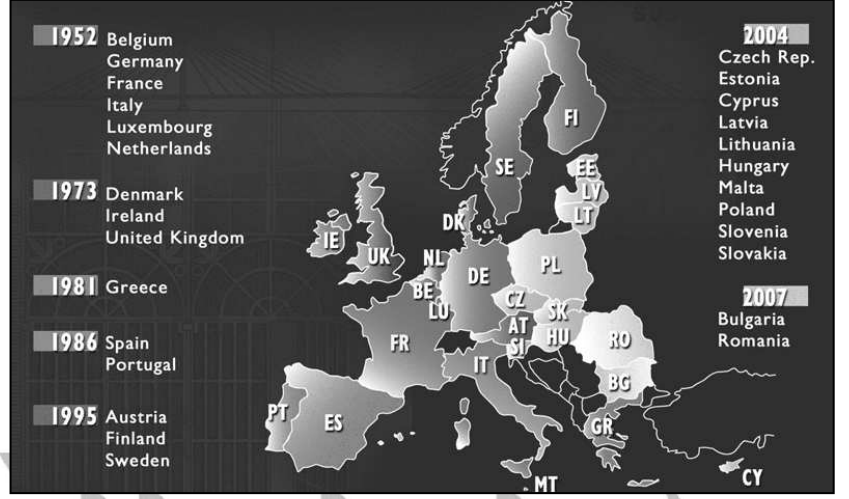 1952 Belgium
Germany
France
Italy
Luxembourg
Netherlands
1973 Denmark
Ireland
United Kingdom
1981 Greece
1986 Spain
Portugal
1995 Austria
Finland
Sweden
2004
Czech Rep.
Estonia
Cyprus
Latvia
Lithuania
Hungary
Malta
Poland
Slovenia
Slovakia
2007
Bulgaria
Romania
FI
SE
EE
LV
LT
DK
IE
UK
NL
DE
PL
BE
LU
CZ
SK
AT
HU
SI
FR
RO
IT
BG
PT
ES
GR
MT
CY